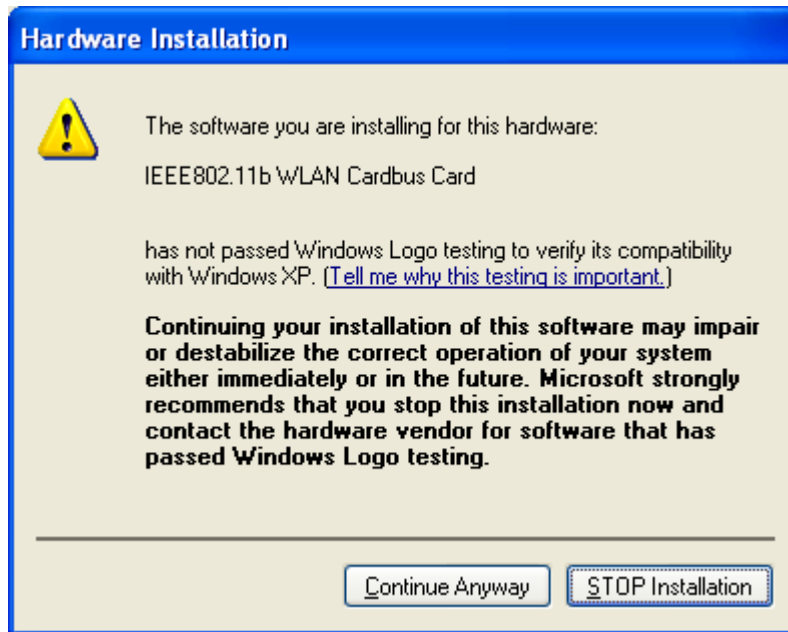 Hardware Installation
The software you are installing for this hardware:
IEEE802.11b WLAN Cardbus Card
has not passed Windows Logo testing to verify its compatibility
with Windows XP. (Tell me why this testing is important.)
Continuing your installation of this software may impair
or destabilize the correct operation of your system
either immediately or in the future. Microsoft strongly
recommends that you stop this installation now and
contact the hardware vendor for software that has
passed Windows Logo testing.
Continue Anyway
STOP Installation